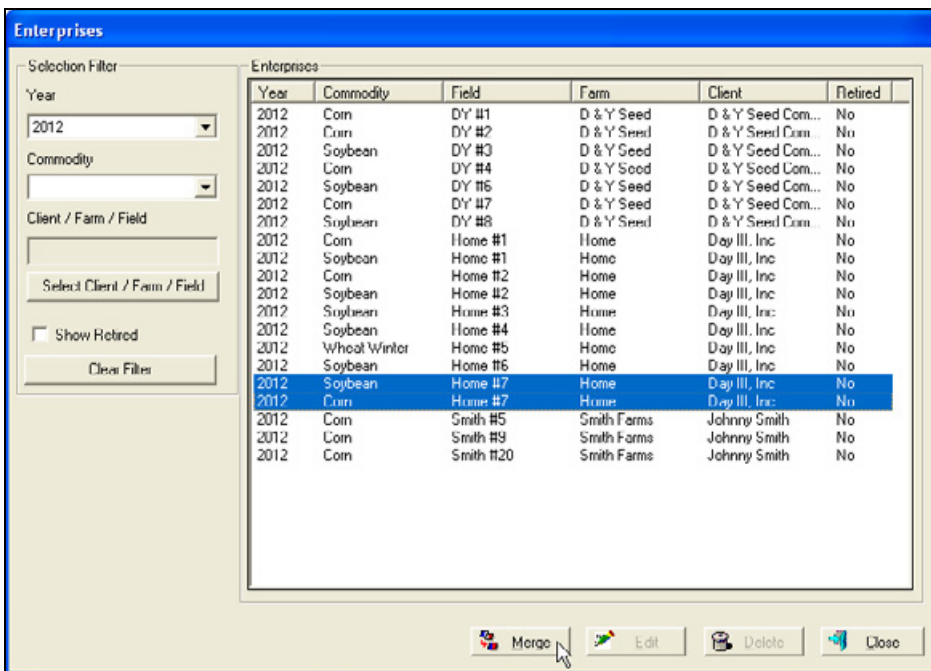 Enterprises
Selection Filter
Year
2012
Commodity
Client / Farm / Field
Select Client / Farm / Field
Show Retired
Clear Filter
Enterprises
Year Commodity Field Farm Client Retired
2012 Corn DY #1 D & Y Seed D & Y Seed Com... No
2012 Corn DY #2 D & Y Seed D & Y Seed Com... No
2012 Soybean DY #3 D & Y Seed D & Y Seed Com... No
2012 Corn DY #4 D & Y Seed D & Y Seed Com... No
2012 Soybean DY #6 D & Y Seed D & Y Seed Com... No
2012 Corn DY #7 D & Y Seed D & Y Seed Com... No
2012 Soybean DY #8 D & Y Seed D & Y Seed Com... No
2012 Corn Home #1 Home Day III, Inc No
2012 Soybean Home #1 Home Day III, Inc No
2012 Corn Home #2 Home Day III, Inc No
2012 Soybean Home #2 Home Day III, Inc No
2012 Soybean Home #3 Home Day III, Inc No
2012 Soybean Home #4 Home Day III, Inc No
2012 Wheat Winter Home #5 Home Day III, Inc No
2012 Soybean Home #6 Home Day III, Inc No
2012 Soybean Home #7 Home Day III, Inc No
2012 Corn Home #7 Home Day III, Inc No
2012 Corn Smith #5 Smith Farms Johnny Smith No
2012 Corn Smith #9 Smith Farms Johnny Smith No
2012 Corn Smith #20 Smith Farms Johnny Smith No
Merge Edit Delete Close